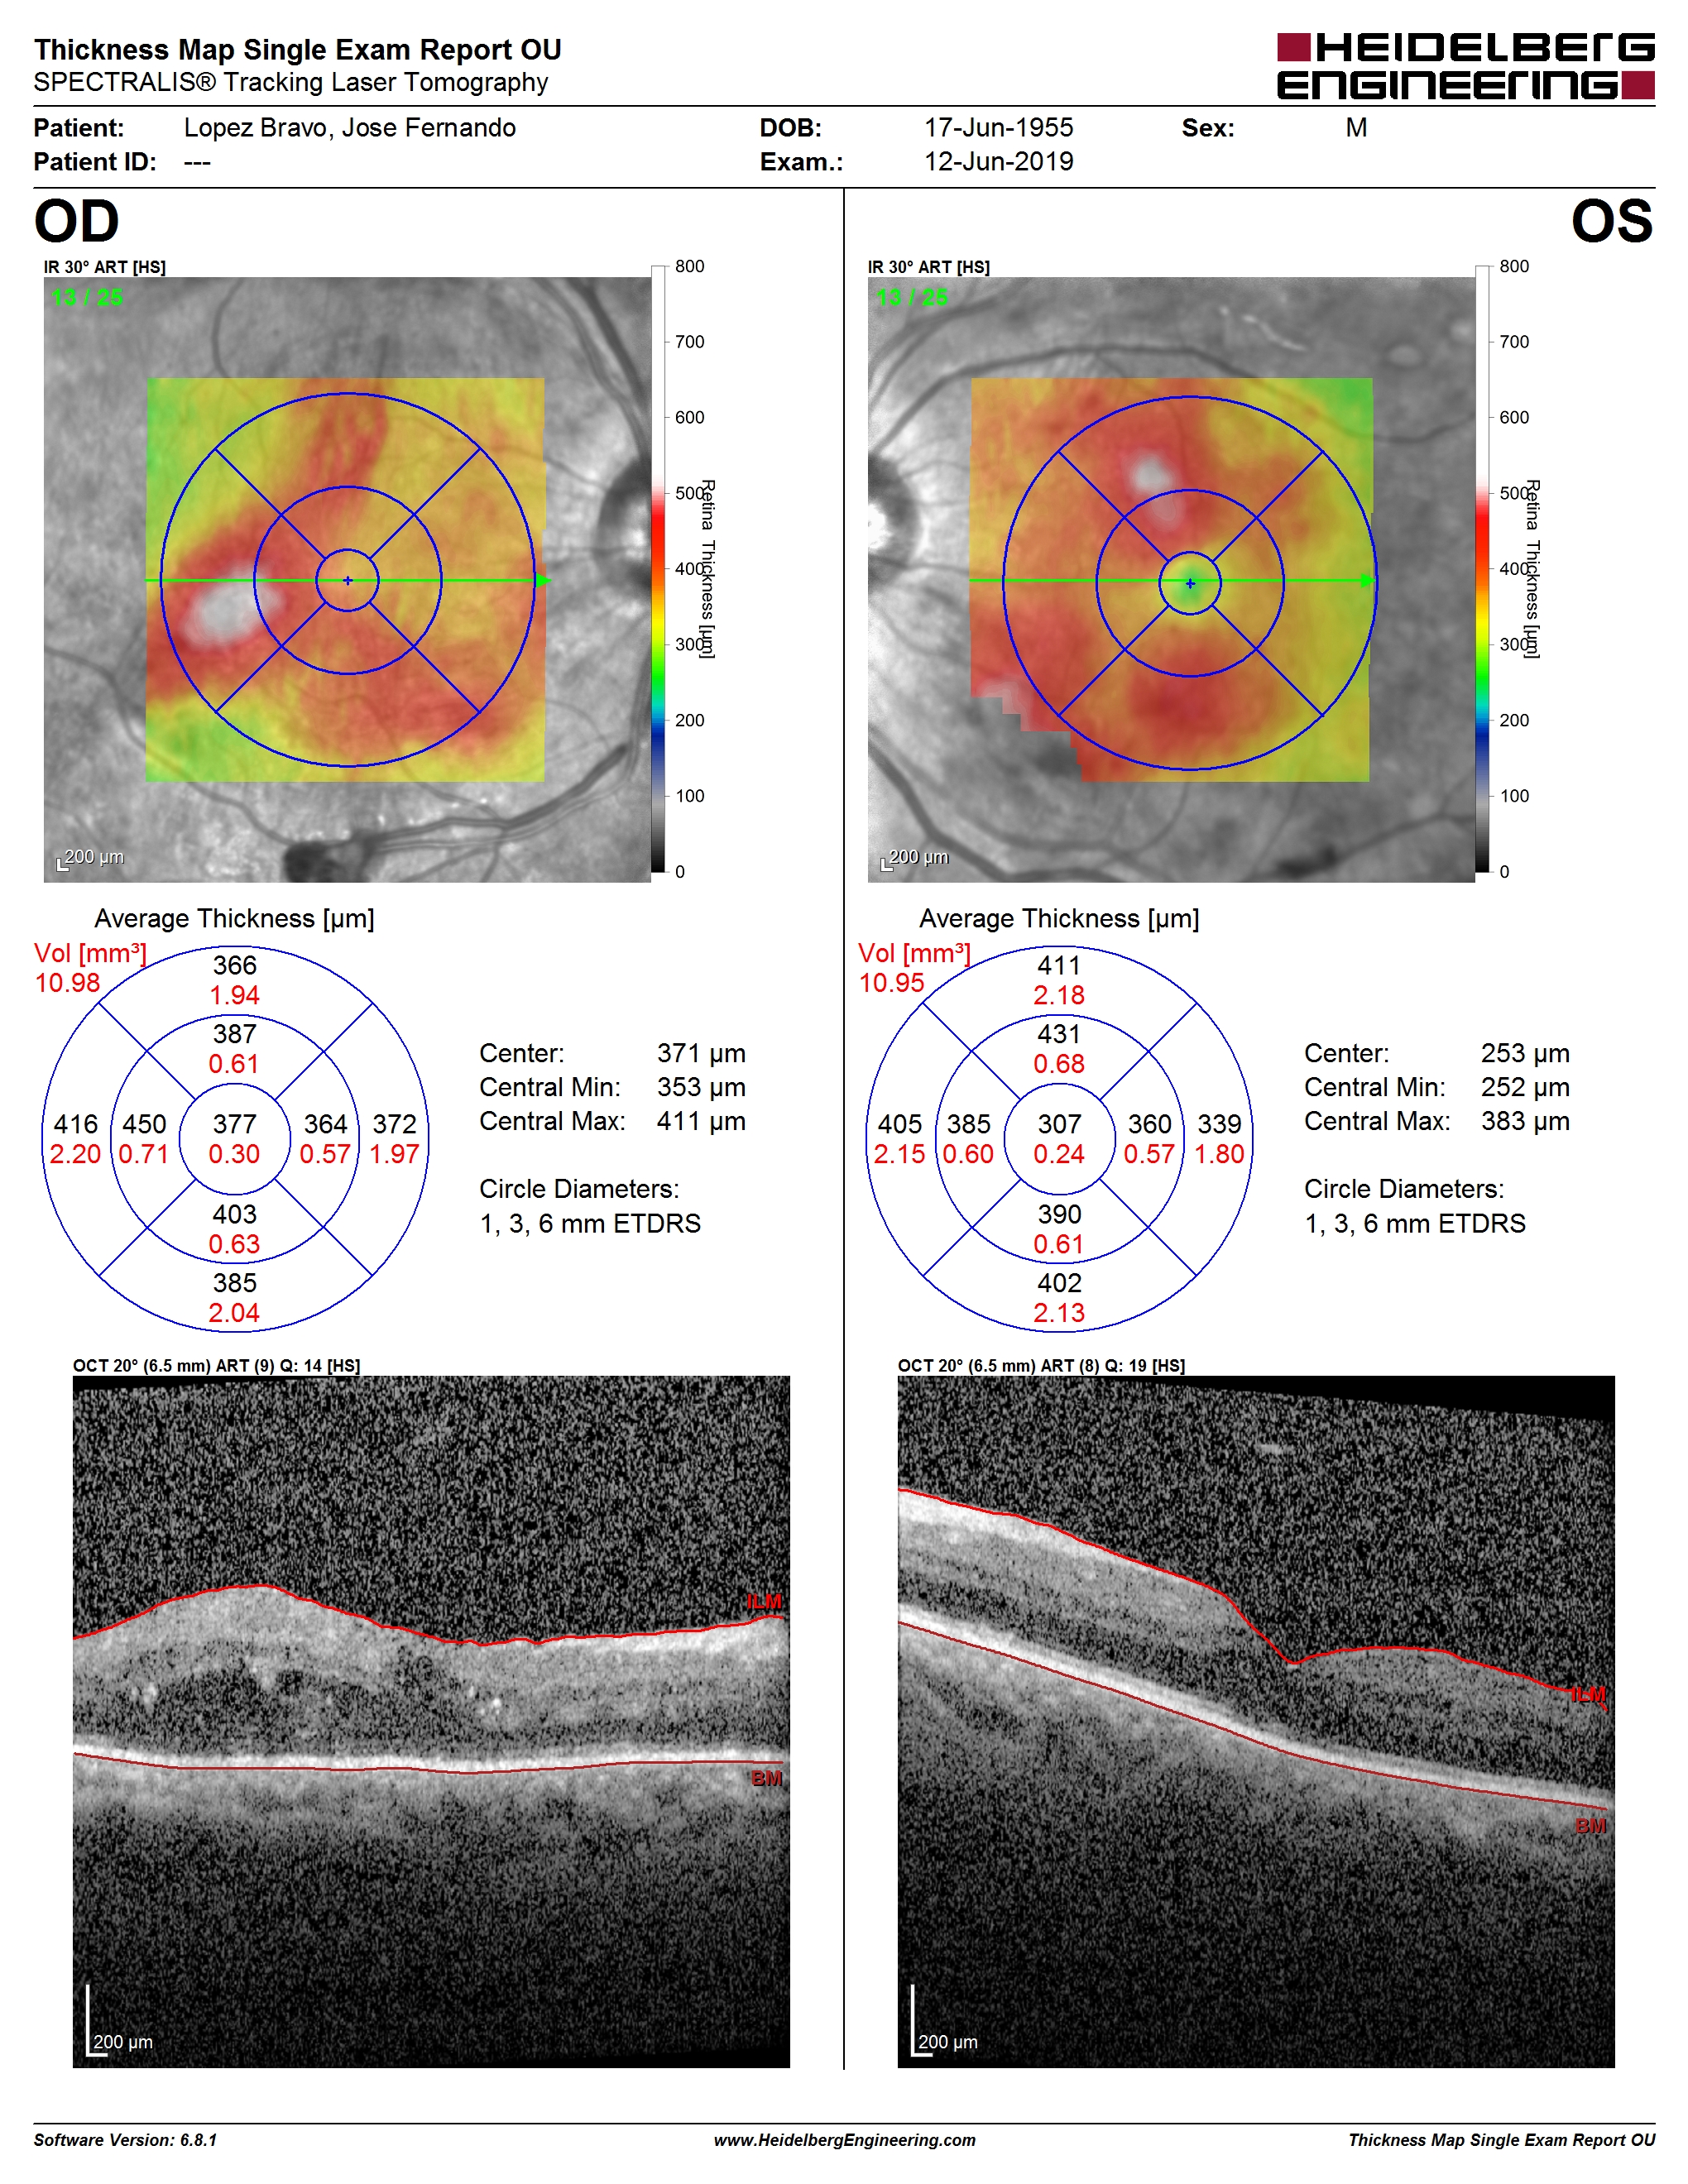 Thickness Map Single Exam Report OU
SPECTRALIS® Tracking Laser Tomography
HEIDELBERG
ENGINEERING
Patient: Lopez Bravo, Jose Fernando DOB: 17-Jun-1955 Sex: M
Patient ID: --- Exam.: 12-Jun-2019
OD
IR 30° ART [HS]
13 / 25
200 µm
800
700
600
500
400
300
200
100
0
Retina Thickness [µm]
Average Thickness [µm]
Vol [mm³]
10.98
366
1.94
387
0.61
416 450 377 364 372
2.20 0.71 0.30 0.57 1.97
403
0.63
385
2.04
Center: 371 µm
Central Min: 353 µm
Central Max: 411 µm
Circle Diameters:
1, 3, 6 mm ETDRS
OCT 20° (6.5 mm) ART (9) Q: 14 [HS]
ILM
BM
200 µm
OS
IR 30° ART [HS]
13 / 25
200 µm
800
700
600
500
400
300
200
100
0
Retina Thickness [µm]
Average Thickness [µm]
Vol [mm³]
10.95
411
2.18
431
0.68
405 385 307 360 339
2.15 0.60 0.24 0.57 1.80
390
0.61
402
2.13
Center: 253 µm
Central Min: 252 µm
Central Max: 383 µm
Circle Diameters:
1, 3, 6 mm ETDRS
OCT 20° (6.5 mm) ART (8) Q: 19 [HS]
ILM
BM
200 µm
Software Version: 6.8.1 www.HeidelbergEngineering.com Thickness Map Single Exam Report OU